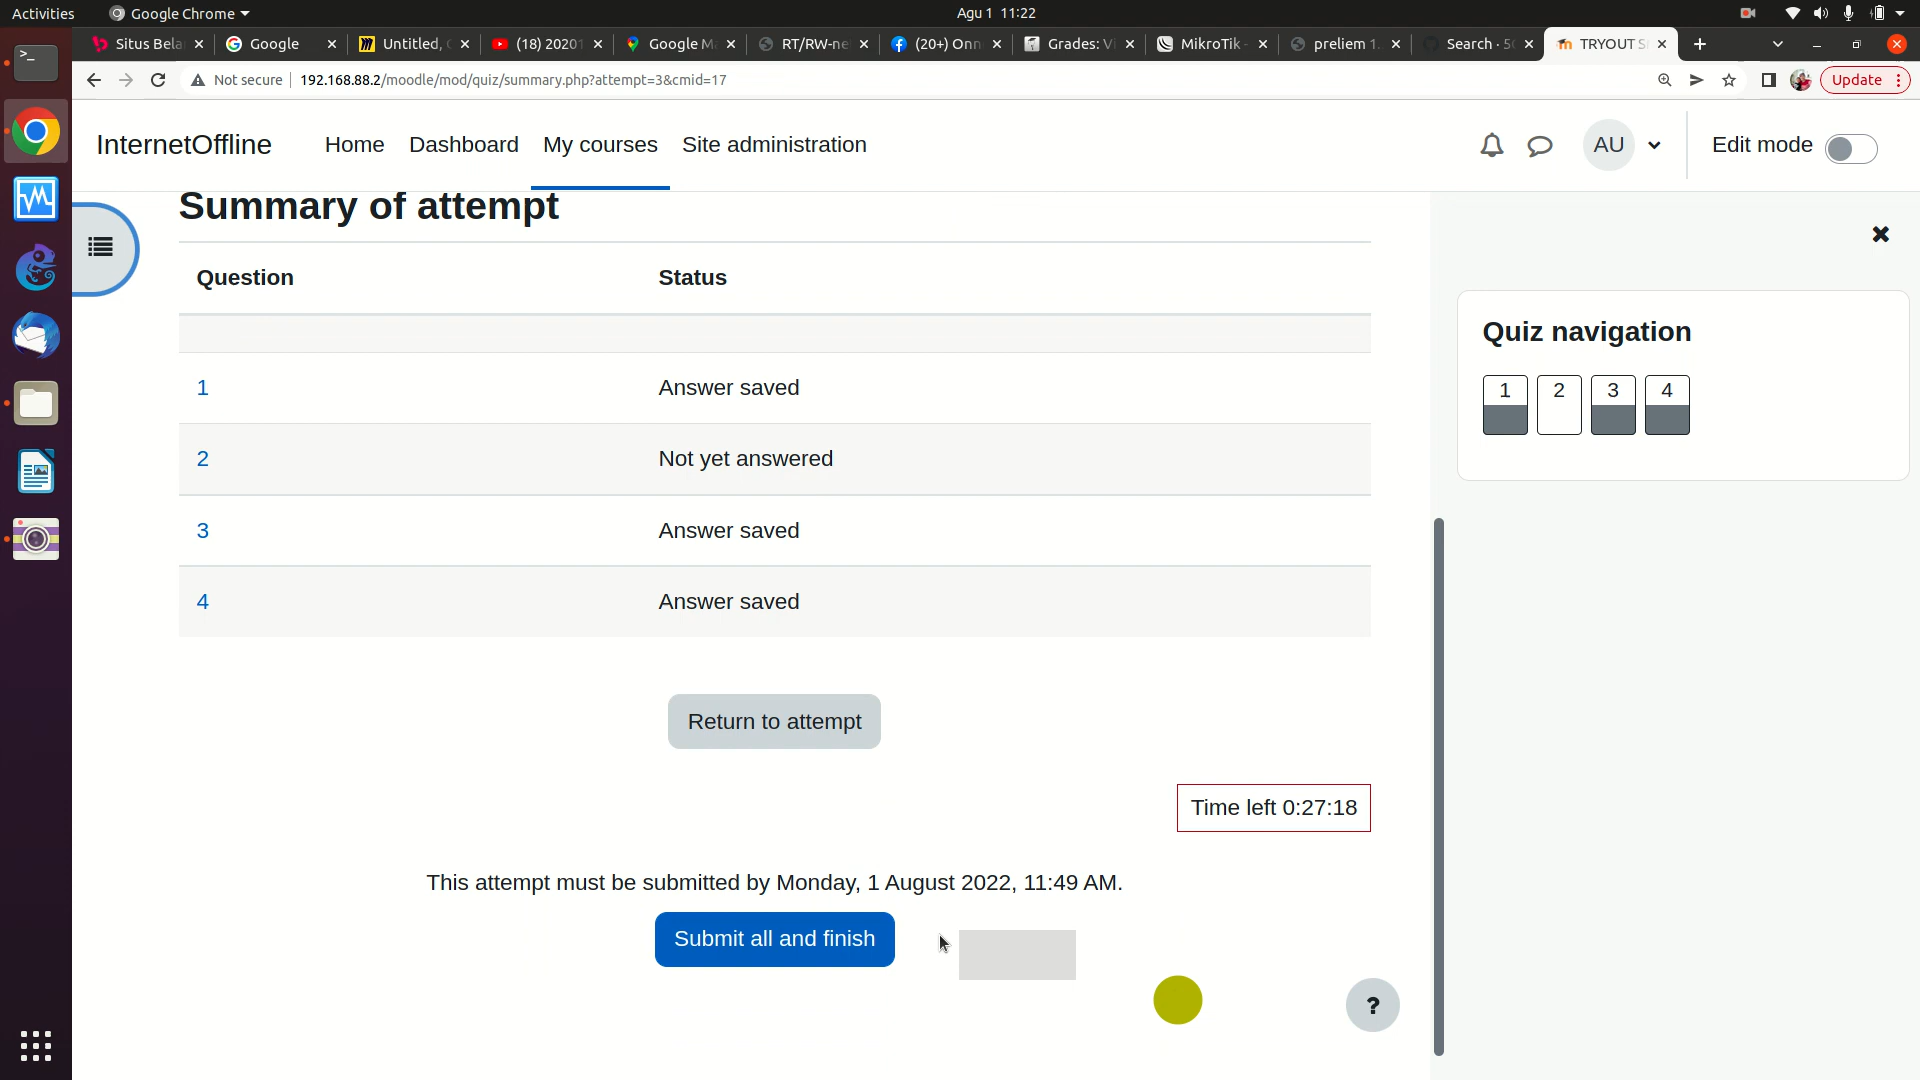 Activities
Google Chrome
Agu 1 11:22
Situs Bela
Google
Untitled,
(18) 2020
Google M
RT/RW-ne
(20+) Onn
Grades: Vi
MikroTik -
preliem 1.
Search · 5
TRYOUT S
Not secure
192.168.88.2/moodle/mod/quiz/summary.php?attempt=3&cmid=17
Update
InternetOffline
Home
Dashboard
My courses
Site administration
AU
Edit mode
Summary of attempt
Question Status
1 Answer saved
2 Not yet answered
3 Answer saved
4 Answer saved
Return to attempt
Time left 0:27:18
This attempt must be submitted by Monday, 1 August 2022, 11:49 AM.
Submit all and finish
?
Quiz navigation
1 2 3 4